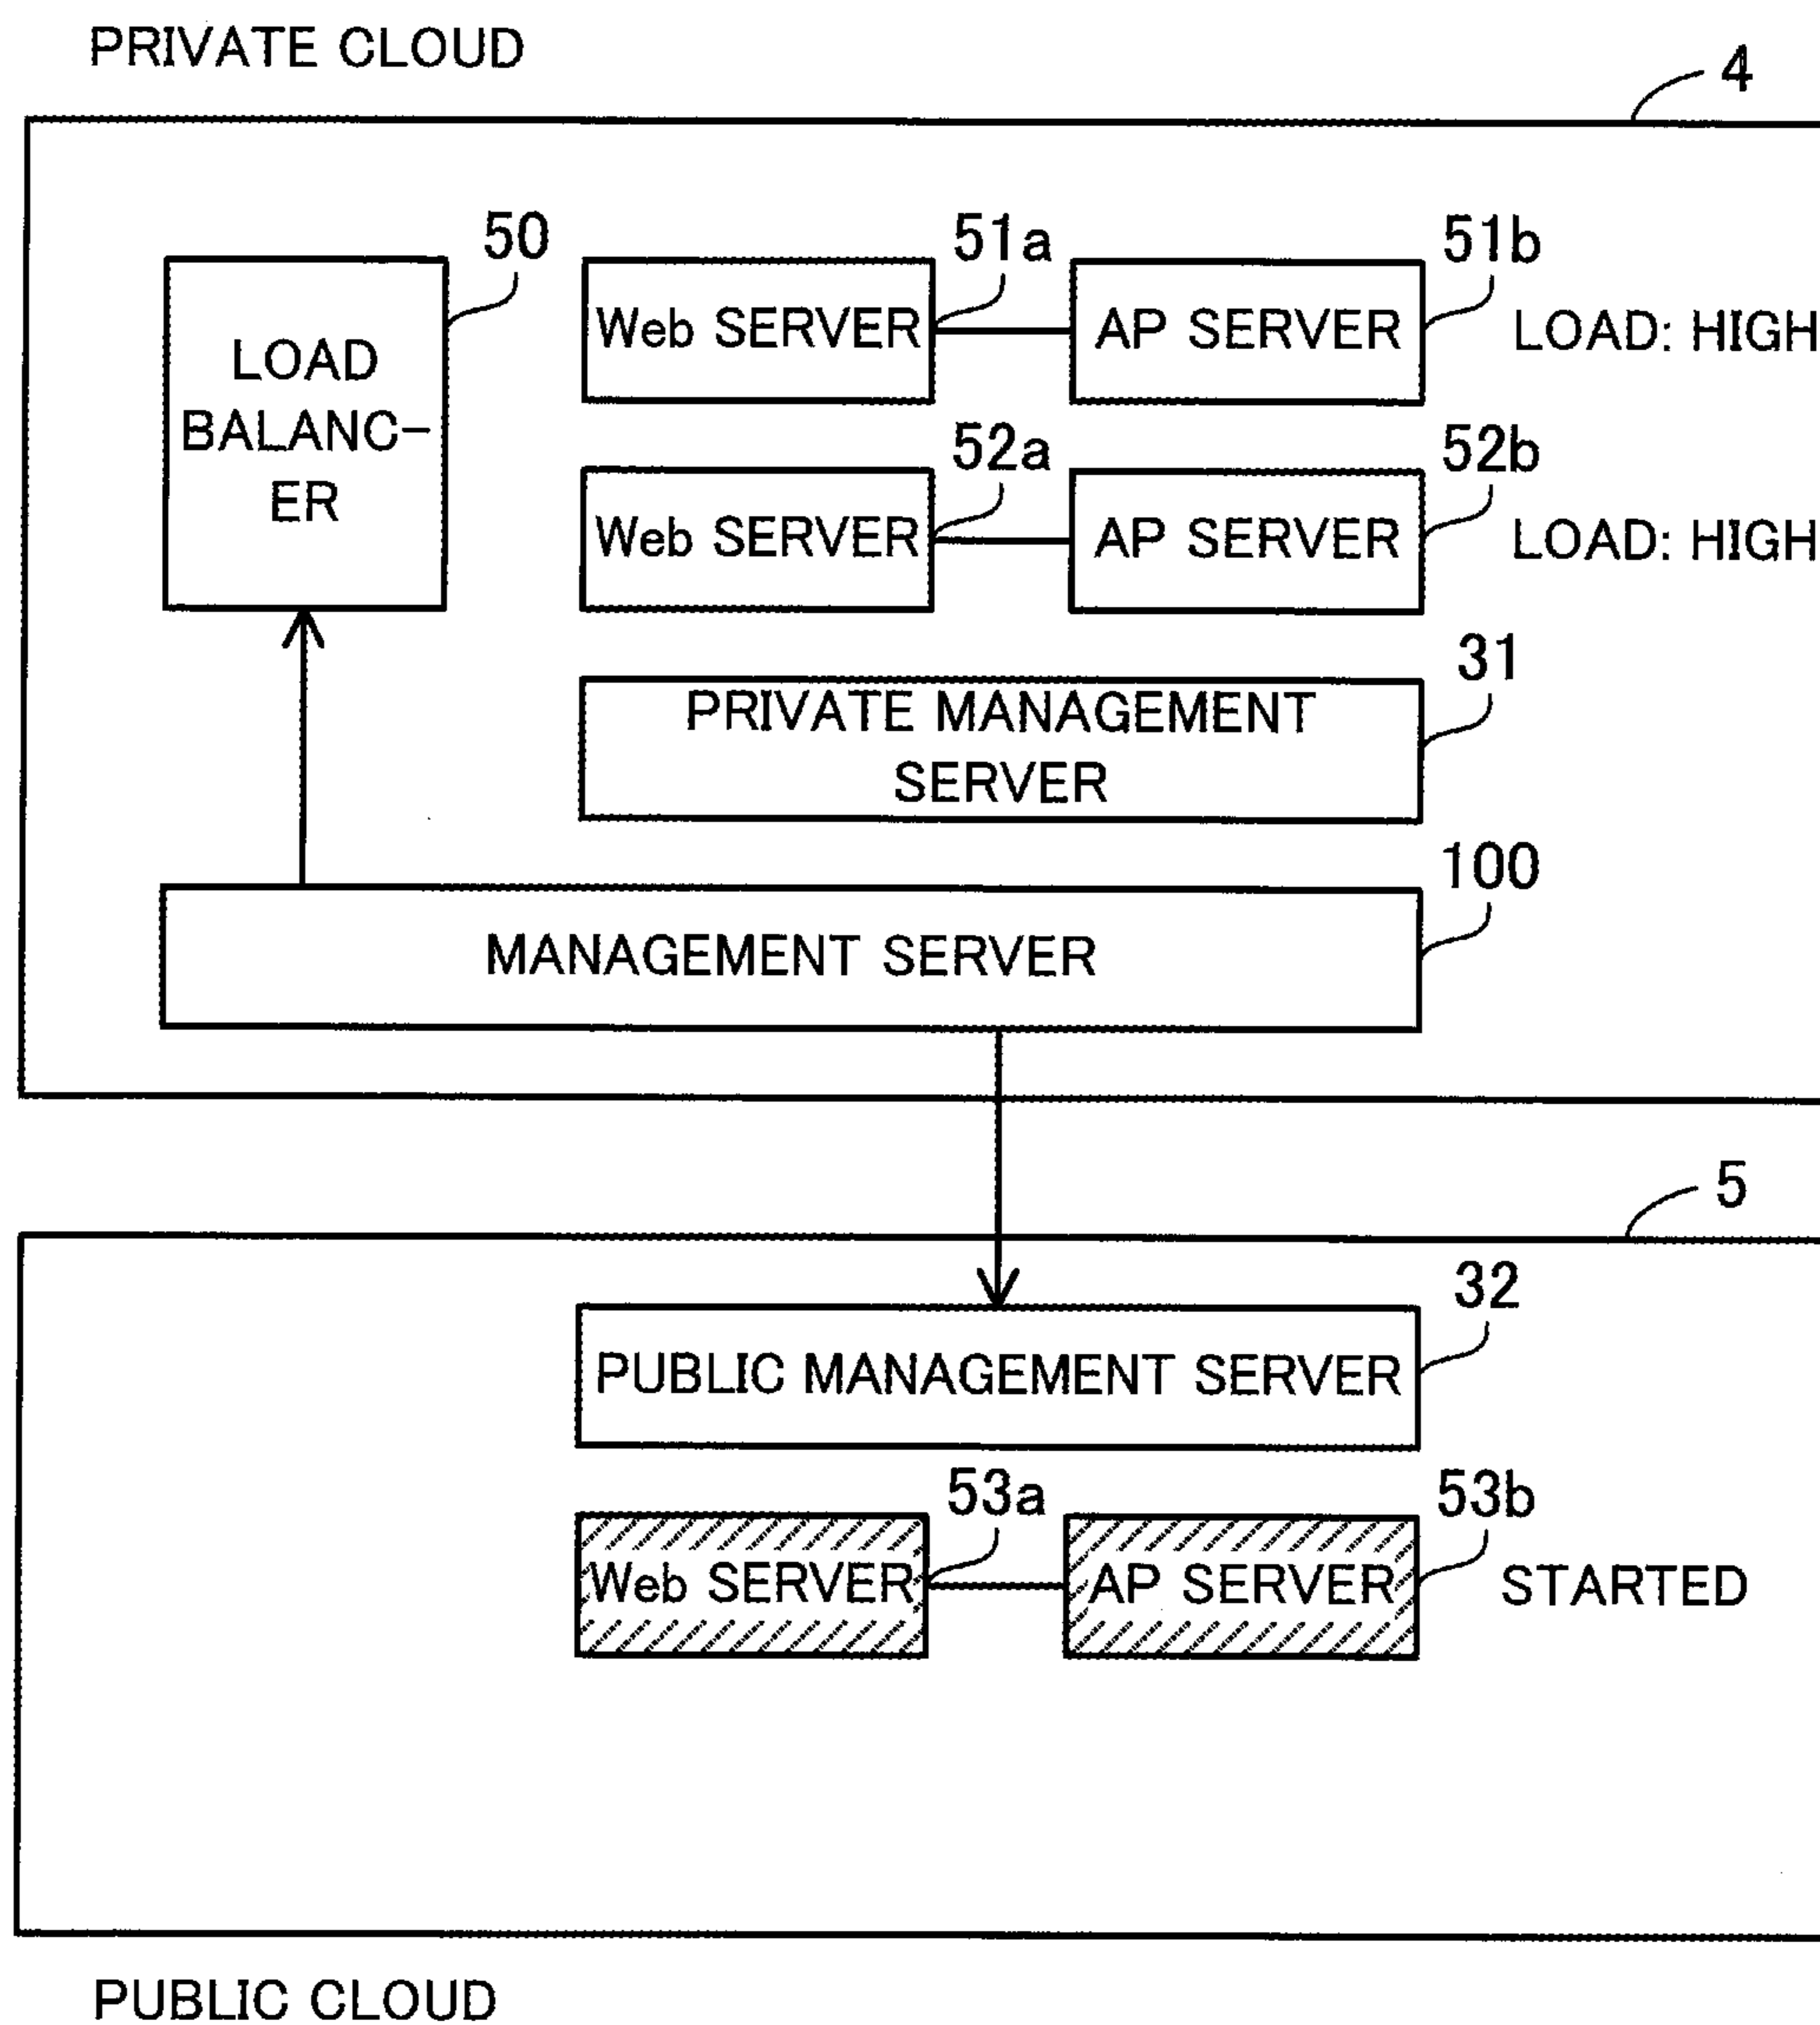 PRIVATE CLOUD
4
50
51a
51b
LOAD
BALANC-
ER
Web SERVER
AP SERVER
LOAD: HIGH
52a
52b
Web SERVER
AP SERVER
LOAD: HIGH
31
PRIVATE MANAGEMENT
SERVER
100
MANAGEMENT SERVER
5
32
PUBLIC MANAGEMENT SERVER
53a
53b
Web SERVER
AP SERVER
STARTED
PUBLIC CLOUD